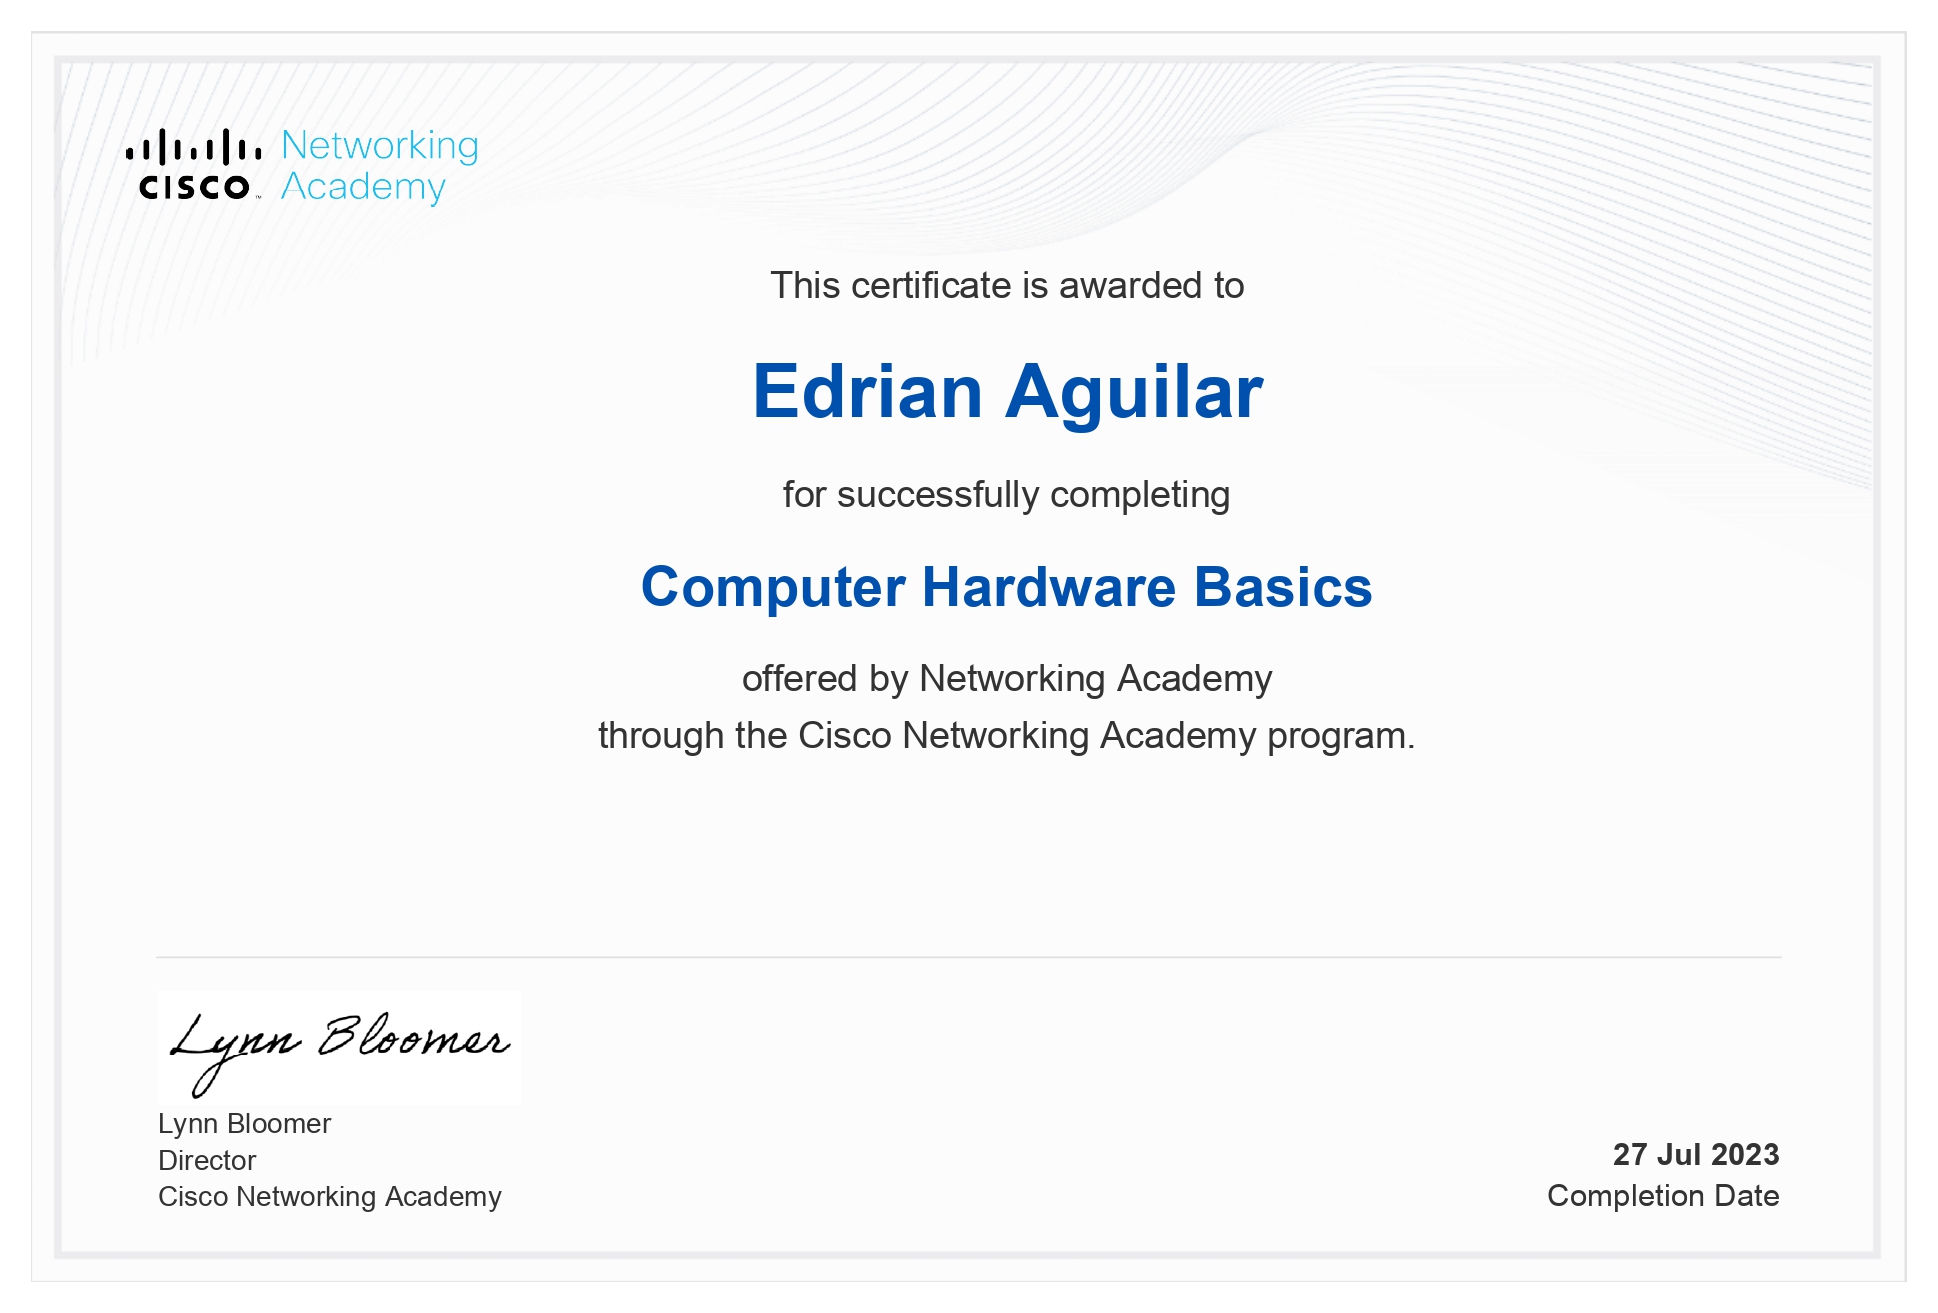 Networking
CISCO™ Academy
This certificate is awarded to
Edrian Aguilar
for successfully completing
Computer Hardware Basics
offered by Networking Academy
through the Cisco Networking Academy program.
Lynn Bloomer
Lynn Bloomer
Director
Cisco Networking Academy
27 Jul 2023
Completion Date